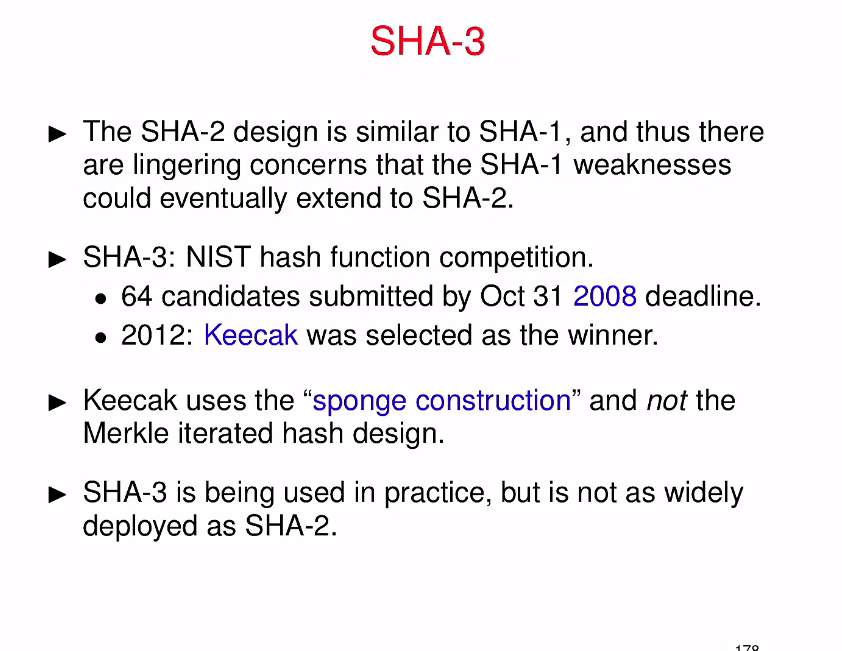 SHA-3
▶ The SHA-2 design is similar to SHA-1, and thus there
are lingering concerns that the SHA-1 weaknesses
could eventually extend to SHA-2.
▶ SHA-3: NIST hash function competition.
• 64 candidates submitted by Oct 31 2008 deadline.
• 2012: Keecak was selected as the winner.
▶ Keecak uses the “sponge construction” and not the
Merkle iterated hash design.
▶ SHA-3 is being used in practice, but is not as widely
deployed as SHA-2.
178